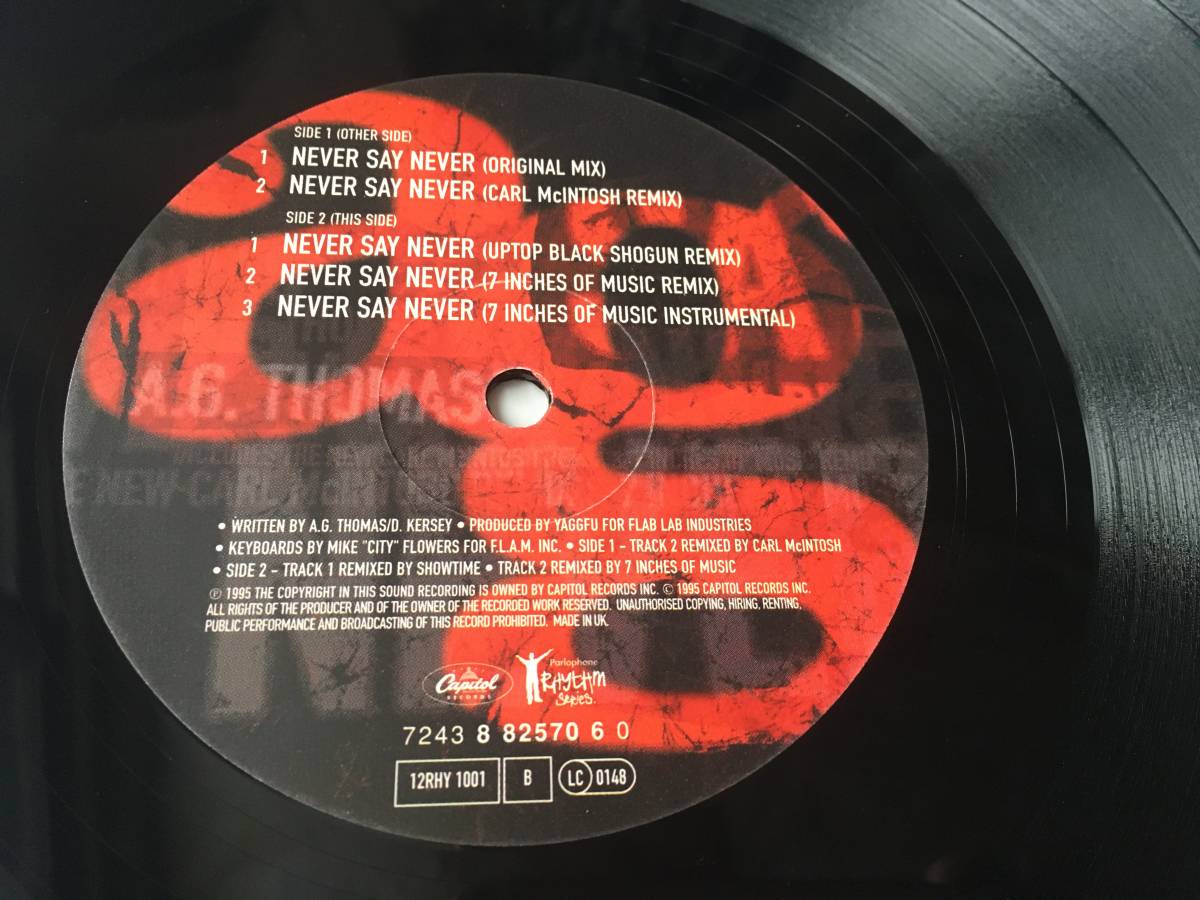 SIDE 1 (OTHER SIDE)
1 NEVER SAY NEVER (ORIGINAL MIX)
2 NEVER SAY NEVER (CARL McINTOSH REMIX)
SIDE 2 (THIS SIDE)
1 NEVER SAY NEVER (UPTOP BLACK SHOGUN REMIX)
2 NEVER SAY NEVER (7 INCHES OF MUSIC REMIX)
3 NEVER SAY NEVER (7 INCHES OF MUSIC INSTRUMENTAL)
A.G. THOMAS
• WRITTEN BY A.G. THOMAS/D. KERSEY • PRODUCED BY YAGGFU FOR FLAB LAB INDUSTRIES
• KEYBOARDS BY MIKE "CITY" FLOWERS FOR F.L.A.M. INC. • SIDE 1 - TRACK 2 REMIXED BY CARL McINTOSH
• SIDE 2 - TRACK 1 REMIXED BY SHOWTIME • TRACK 2 REMIXED BY 7 INCHES OF MUSIC
℗ 1995 THE COPYRIGHT IN THIS SOUND RECORDING IS OWNED BY CAPITOL RECORDS INC. © 1995 CAPITOL RECORDS INC.
ALL RIGHTS OF THE PRODUCER AND OF THE OWNER OF THE RECORDED WORK RESERVED. UNAUTHORISED COPYING, HIRING, RENTING,
PUBLIC PERFORMANCE AND BROADCASTING OF THIS RECORD PROHIBITED. MADE IN UK.
Capitol RECORDS
Parlophone
RHYTHM
Series.
7243 8 82570 6 0
12RHY 1001 B LC 0148